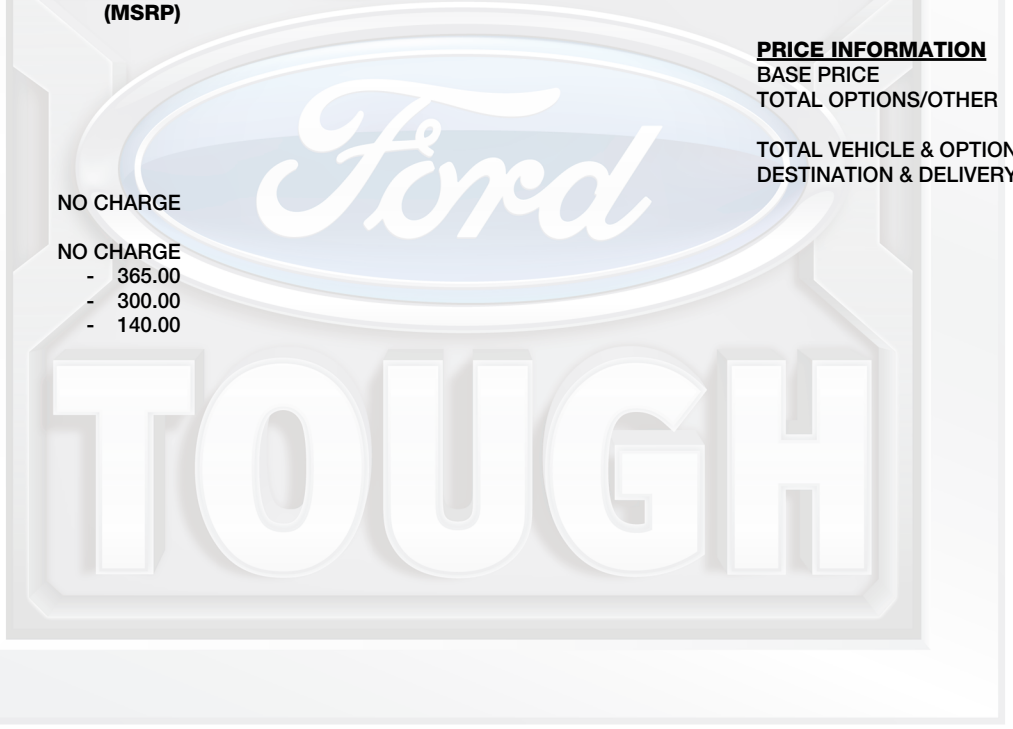 (MSRP)
NO CHARGE
NO CHARGE
- 365.00
- 300.00
- 140.00
PRICE INFORMATION
BASE PRICE
TOTAL OPTIONS/OTHER
TOTAL VEHICLE & OPTION
DESTINATION & DELIVERY
Ford
TOUGH